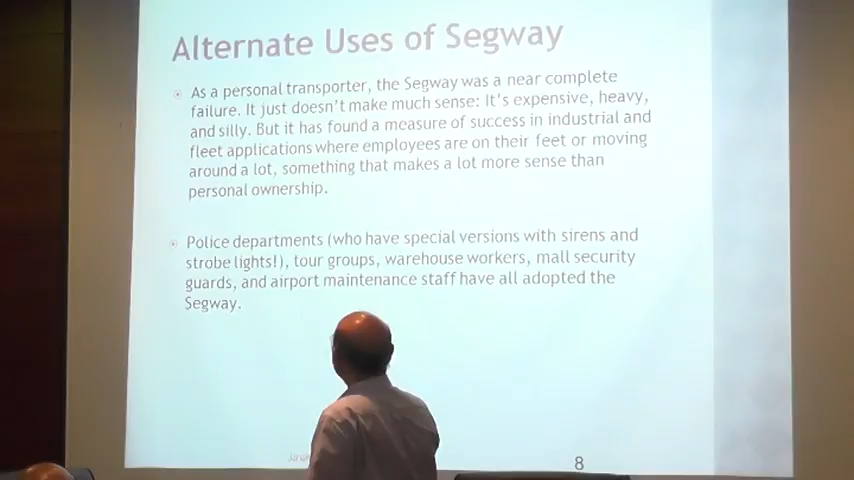 Alternate Uses of Segway
As a personal transporter, the Segway was a near complete
failure. It just doesn't make much sense: It's expensive, heavy,
and silly. But it has found a measure of success in industrial and
fleet applications where employees are on their feet or moving
around a lot, something that makes a lot more sense than
personal ownership.
Police departments (who have special versions with sirens and
strobe lights!), tour groups, warehouse workers, mall security
guards, and airport maintenance staff have all adopted the
Segway.
8